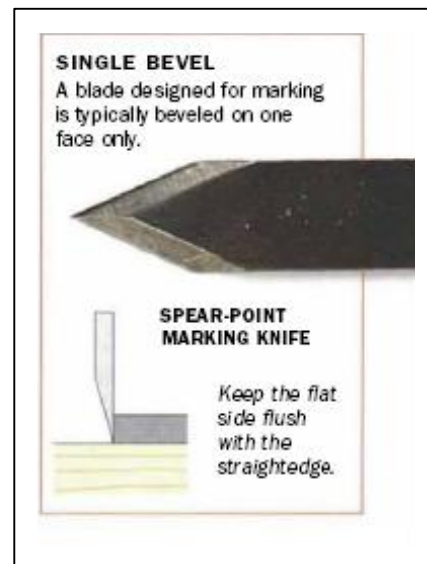 SINGLE BEVEL
A blade designed for marking
is typically beveled on one
face only.
SPEAR-POINT
MARKING KNIFE
Keep the flat
side flush
with the
straightedge.